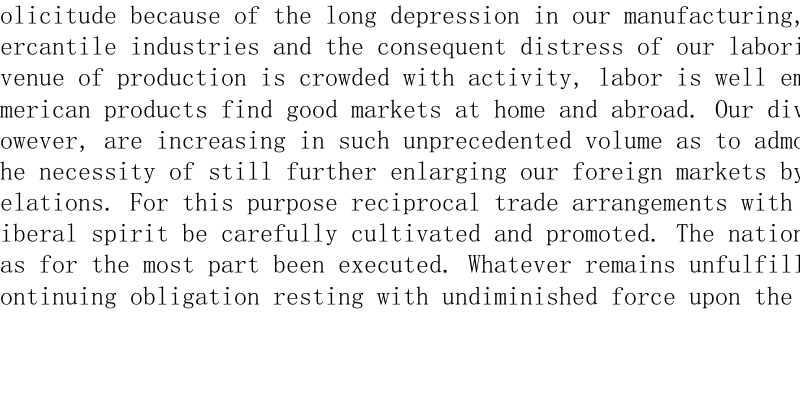 olicitude because of the long depression in our manufacturing,
ercantile industries and the consequent distress of our labori
venue of production is crowded with activity, labor is well em
merican products find good markets at home and abroad. Our div
owever, are increasing in such unprecedented volume as to admo
he necessity of still further enlarging our foreign markets by
elations. For this purpose reciprocal trade arrangements with
iberal spirit be carefully cultivated and promoted. The nation
as for the most part been executed. Whatever remains unfulfill
ontinuing obligation resting with undiminished force upon the